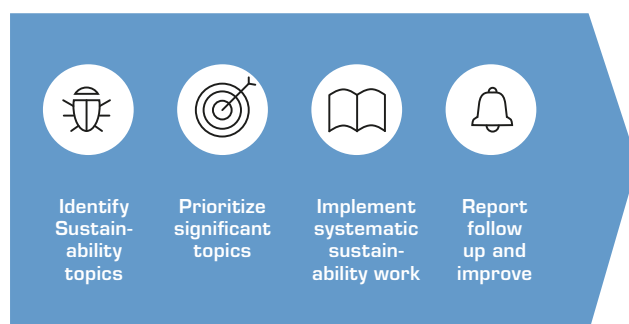 Identify
Sustain-
ability
topics
Prioritize
significant
topics
Implement
systematic
sustain-
ability work
Report
follow
up and
improve